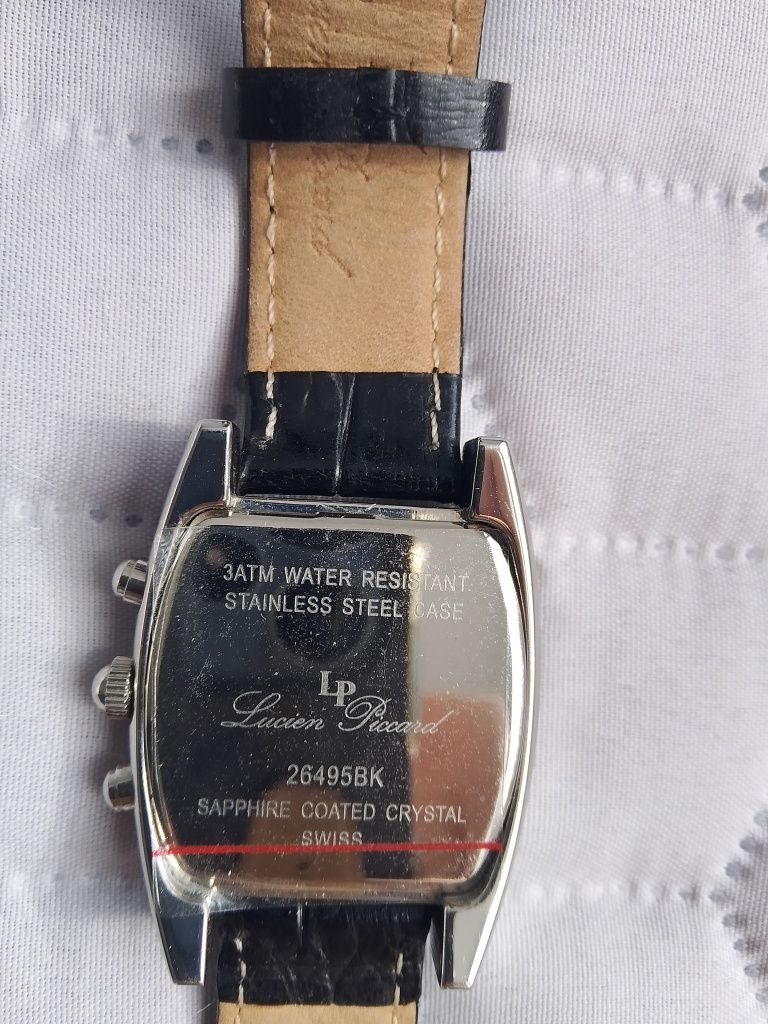 3ATM WATER RESISTANT
STAINLESS STEEL CASE
LP
Lucien Piccard
26495BK
SAPPHIRE COATED CRYSTAL
SWISS